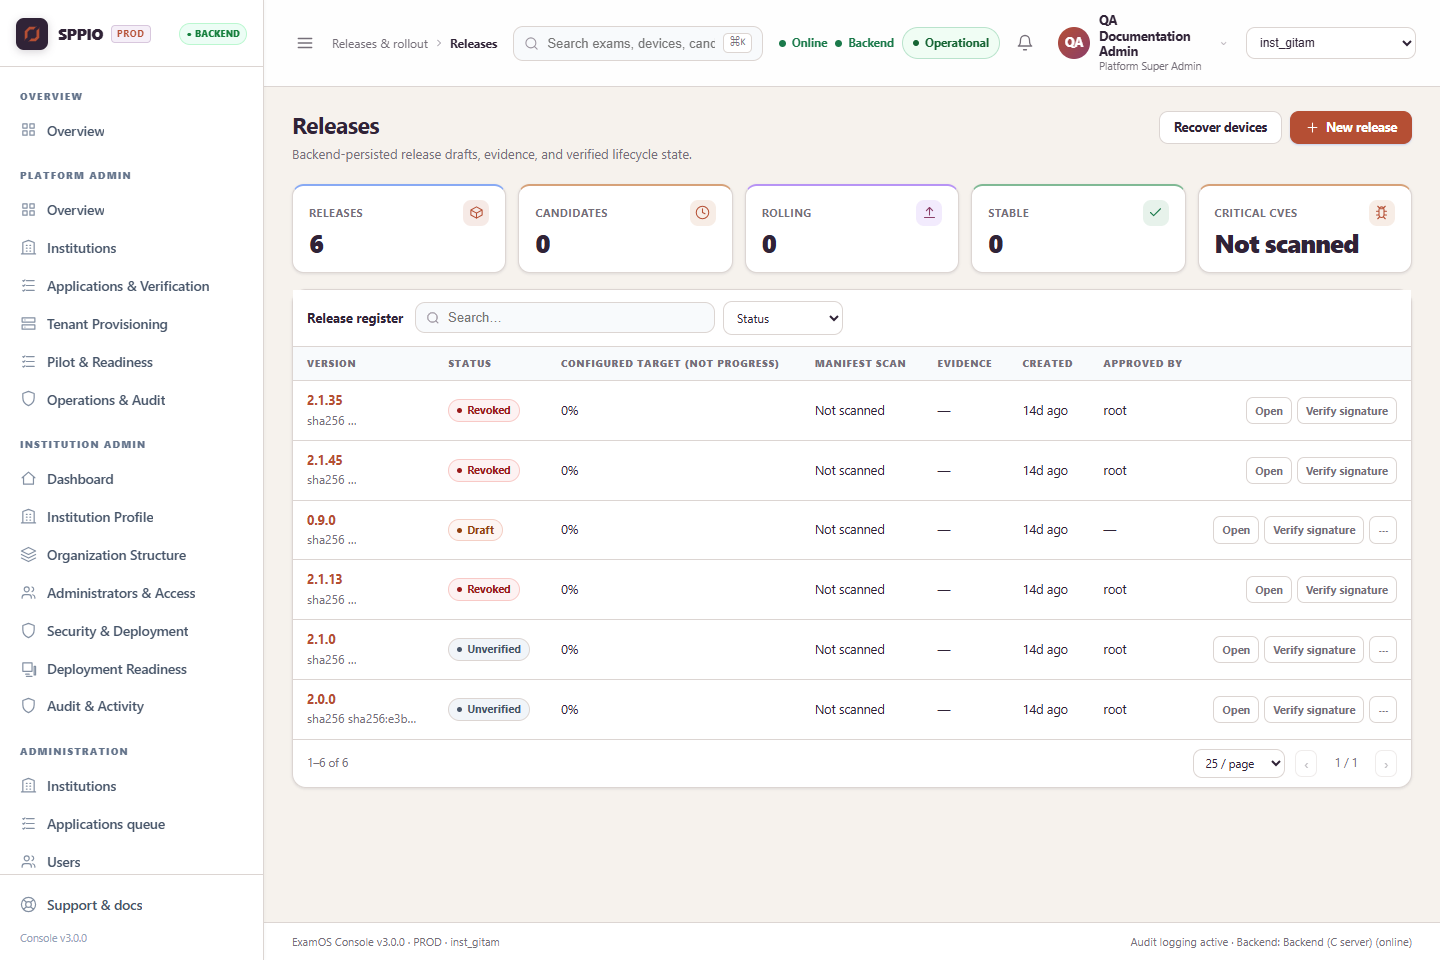 SPPIO PROD BACKEND
OVERVIEW
Overview
PLATFORM ADMIN
Overview
Institutions
Applications & Verification
Tenant Provisioning
Pilot & Readiness
Operations & Audit
INSTITUTION ADMIN
Dashboard
Institution Profile
Organization Structure
Administrators & Access
Security & Deployment
Deployment Readiness
Audit & Activity
ADMINISTRATION
Institutions
Applications queue
Users
Support & docs
Console v3.0.0
Releases & rollout > Releases
Search exams, devices, canc ⌘K
Online Backend Operational
QA
QA Documentation Admin
Platform Super Admin
inst_gitam
Releases
Backend-persisted release drafts, evidence, and verified lifecycle state.
Recover devices
+ New release
RELEASES
6
CANDIDATES
0
ROLLING
0
STABLE
0
CRITICAL CVES
Not scanned
Release register Search… Status
VERSION STATUS CONFIGURED TARGET (NOT PROGRESS) MANIFEST SCAN EVIDENCE CREATED APPROVED BY
2.1.35 Revoked 0% Not scanned — 14d ago root Open Verify signature
sha256 …
2.1.45 Revoked 0% Not scanned — 14d ago root Open Verify signature
sha256 …
0.9.0 Draft 0% Not scanned — 14d ago — Open Verify signature ...
sha256 …
2.1.13 Revoked 0% Not scanned — 14d ago root Open Verify signature
sha256 …
2.1.0 Unverified 0% Not scanned — 14d ago root Open Verify signature ...
sha256 …
2.0.0 Unverified 0% Not scanned — 14d ago root Open Verify signature ...
sha256 sha256:e3b…
1–6 of 6 25 / page ‹ 1 / 1 ›
ExamOS Console v3.0.0 · PROD · inst_gitam
Audit logging active · Backend: Backend (C server) (online)